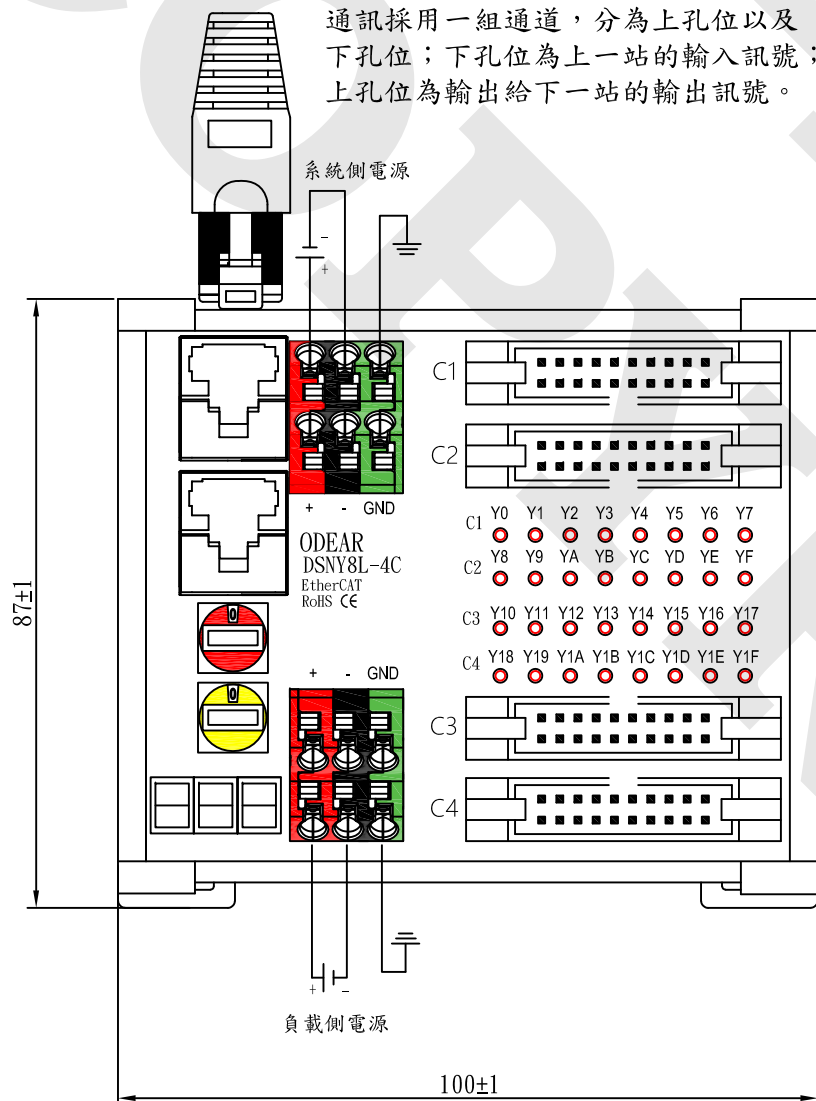 通訊採用一組通道，分為上孔位以及
下孔位；下孔位為上一站的輸入訊號；
上孔位為輸出給下一站的輸出訊號。
系統側電源
-
+
C1
C2
+ - GND
ODEAR
DSNY8L-4C
EtherCAT
RoHS CE
C1 Y0 Y1 Y2 Y3 Y4 Y5 Y6 Y7
C2 Y8 Y9 YA YB YC YD YE YF
C3 Y10 Y11 Y12 Y13 Y14 Y15 Y16 Y17
C4 Y18 Y19 Y1A Y1B Y1C Y1D Y1E Y1F
87±1
+ - GND
C3
C4
+ -
負載側電源
100±1